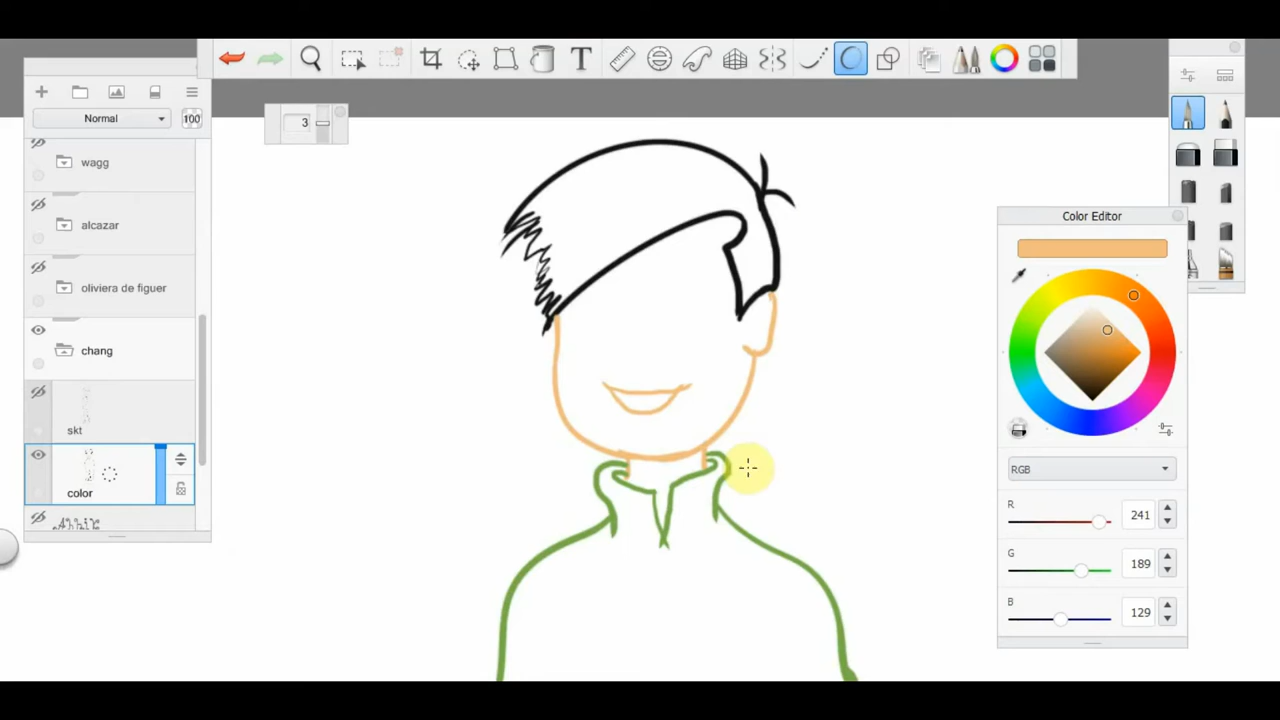 Normal
100
3
wagg
alcazar
oliviera de figuer
chang
skt
color
Color Editor
RGB
R
241
G
189
B
129